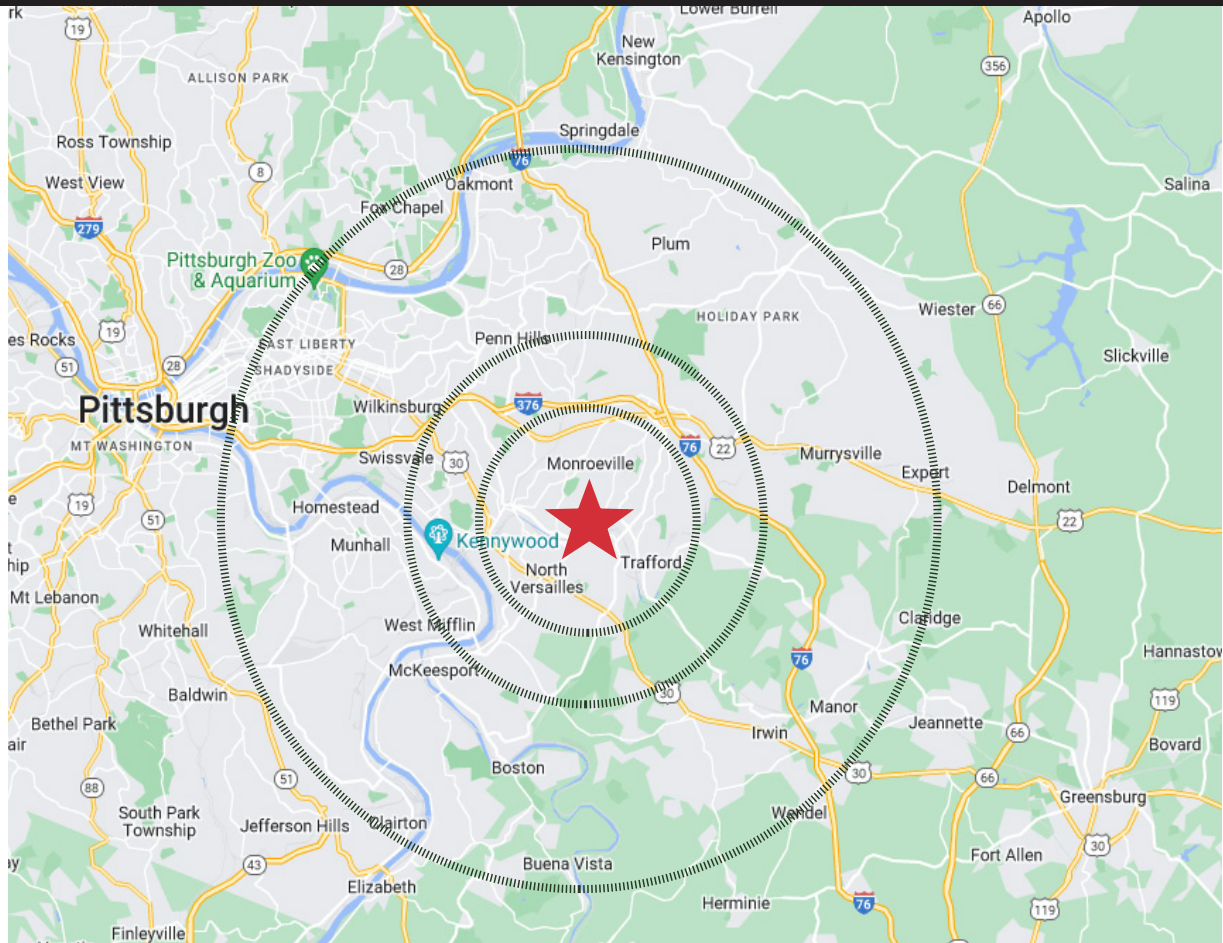 rk
Lower Burrell
Apollo
19
New
Kensington
356
ALLISON PARK
Springdale
Ross Township
76
8
West View
Oakmont
Salina
Fox Chapel
279
Plum
Pittsburgh Zoo
& Aquarium
28
Wiester
66
HOLIDAY PARK
19
es Rocks
EAST LIBERTY
Penn Hills
Slickville
51
28
SHADYSIDE
Pittsburgh
Wilkinsburg
376
MT WASHINGTON
76
22
Swissvale
30
Monroeville
Murrysville
Export
Delmont
e
19
51
Homestead
22
t
Munhall
Kennywood
hip
North
Versailles
Trafford
Mt Lebanon
Whitehall
West Mifflin
Claridge
76
Hannastow
McKeesport
Baldwin
30
119
Bethel Park
Manor
Jeannette
air
Irwin
66
Bovard
Boston
30
51
66
88
Greensburg
South Park
Township
Jefferson Hills
Clairton
Wendel
30
ay
43
Buena Vista
Fort Allen
Elizabeth
Herminie
76
119
Finleyville